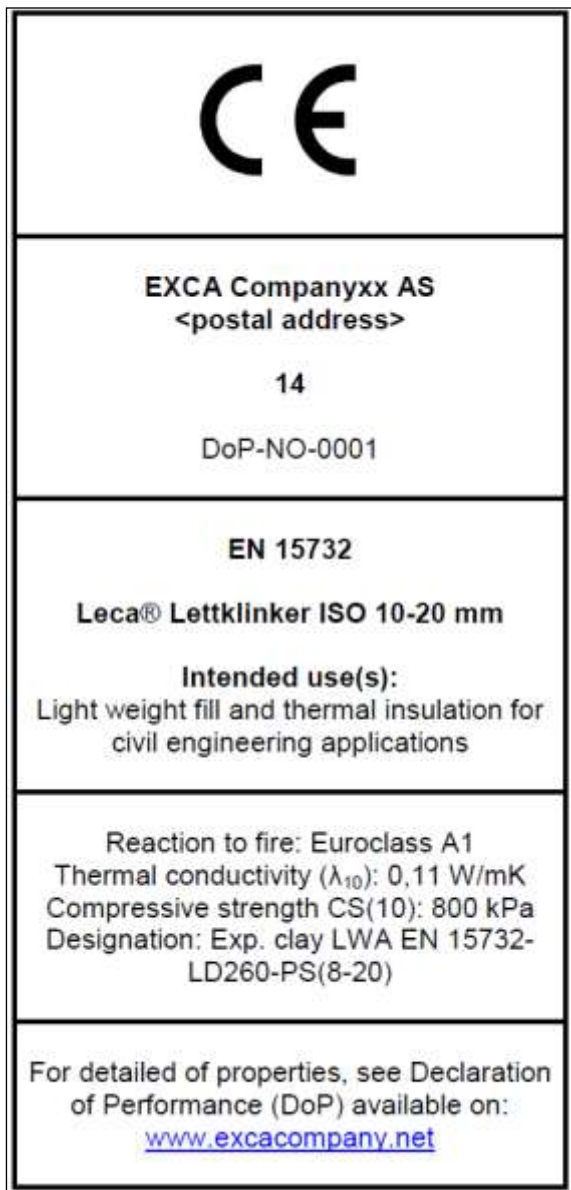 CE
EXCA Companyxx AS
<postal address>
14
DoP-NO-0001
EN 15732
Leca® Lettklinker ISO 10-20 mm
Intended use(s):
Light weight fill and thermal insulation for
civil engineering applications
Reaction to fire: Euroclass A1
Thermal conductivity (λ₁₀): 0,11 W/mK
Compressive strength CS(10): 800 kPa
Designation: Exp. clay LWA EN 15732-
LD260-PS(8-20)
For detailed of properties, see Declaration
of Performance (DoP) available on:
www.excacompany.net